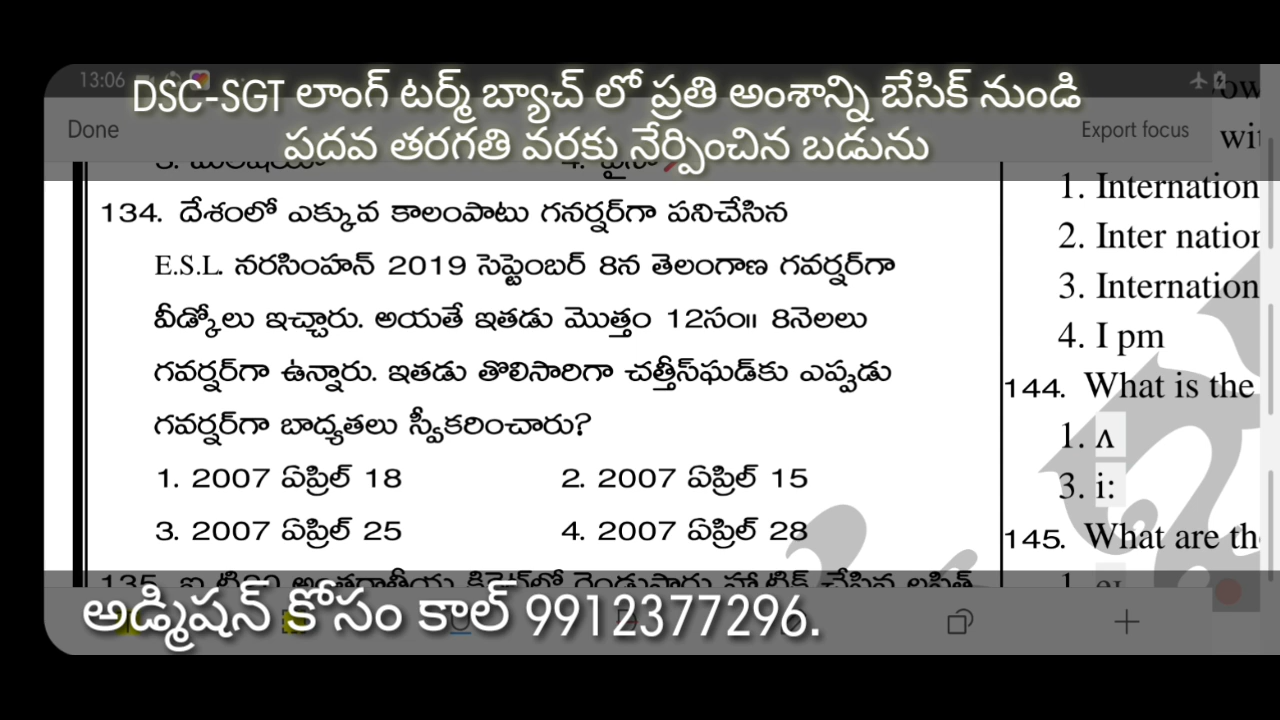 13:06
DSC-SGT లాంగ్ టర్మ్ బ్యాచ్ లో ప్రతి అంశాన్ని బేసిక్ నుండి
పదవ తరగతి వరకు నేర్పించిన బడును
Done
Export focus
134. దేశంలో ఎక్కువ కాలంపాటు గనర్నర్‌గా పనిచేసిన
E.S.L. నరసింహన్ 2019 సెప్టెంబర్ 8న తెలంగాణ గవర్నర్‌గా
వీడ్కోలు ఇచ్చారు. అయతే ఇతడు మొత్తం 12సం॥ 8నెలలు
గవర్నర్‌గా ఉన్నారు. ఇతడు తొలిసారిగా చత్తీస్‌ఘడ్‌కు ఎప్పడు
గవర్నర్‌గా బాద్యతలు స్వీకరించారు?
1. 2007 ఏప్రిల్ 18 2. 2007 ఏప్రిల్ 15
3. 2007 ఏప్రిల్ 25 4. 2007 ఏప్రిల్ 28
1. Internation
2. Inter nation
3. Internation
4. I pm
144. What is the
1. ʌ
3. i:
145. What are th
అడ్మిషన్ కోసం కాల్ 9912377296.